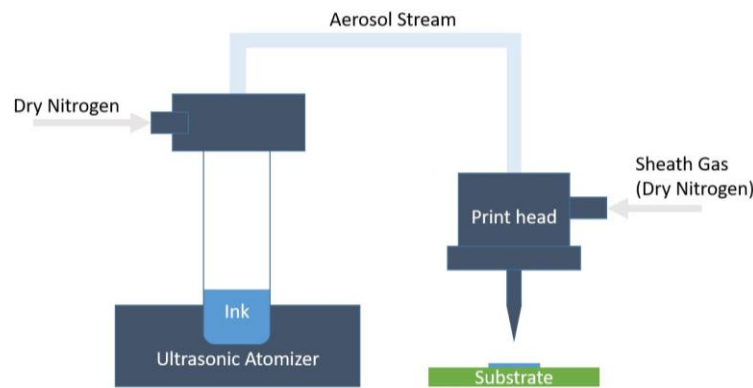 Aerosol Stream
Dry Nitrogen
Sheath Gas
(Dry Nitrogen)
Print head
Ink
Ultrasonic Atomizer
Substrate